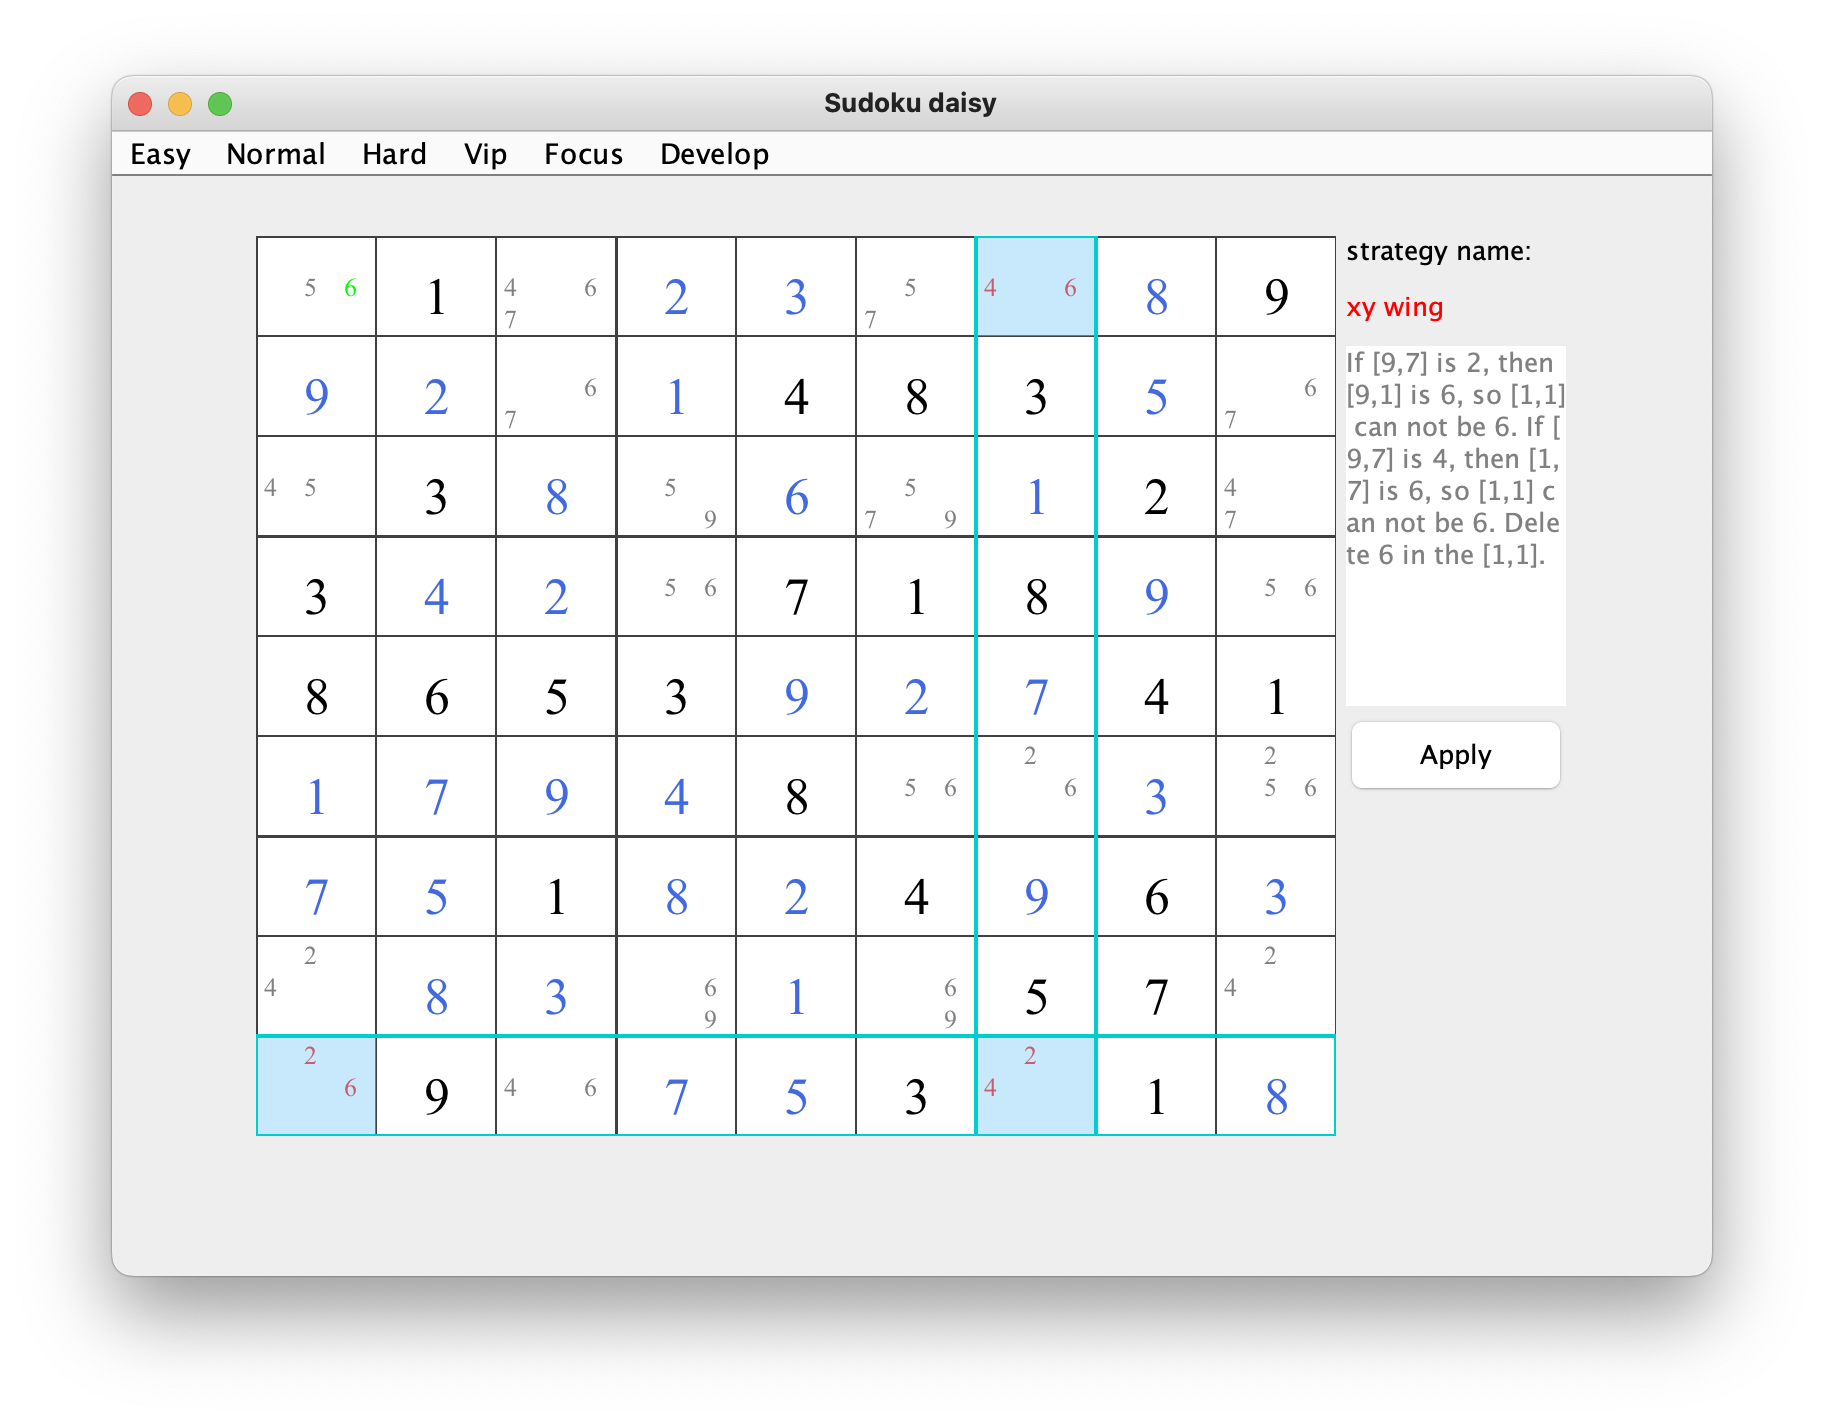 Sudoku daisy
Easy Normal Hard Vip Focus Develop
5 6 1 4 6 7 2 3 5 7 4 6 8 9
9 2 6 7 1 4 8 3 5 6 7
4 5 3 8 5 9 6 5 7 9 1 2 4 7
3 4 2 5 6 7 1 8 9 5 6
8 6 5 3 9 2 7 4 1
1 7 9 4 8 5 6 2 6 3 2 5 6
7 5 1 8 2 4 9 6 3
2 4 8 3 6 9 1 6 9 5 7 2 4
2 6 9 4 6 7 5 3 2 4 1 8
strategy name:
xy wing
If [9,7] is 2, then
[9,1] is 6, so [1,1]
can not be 6. If [
9,7] is 4, then [1,
7] is 6, so [1,1] c
an not be 6. Dele
te 6 in the [1,1].
Apply